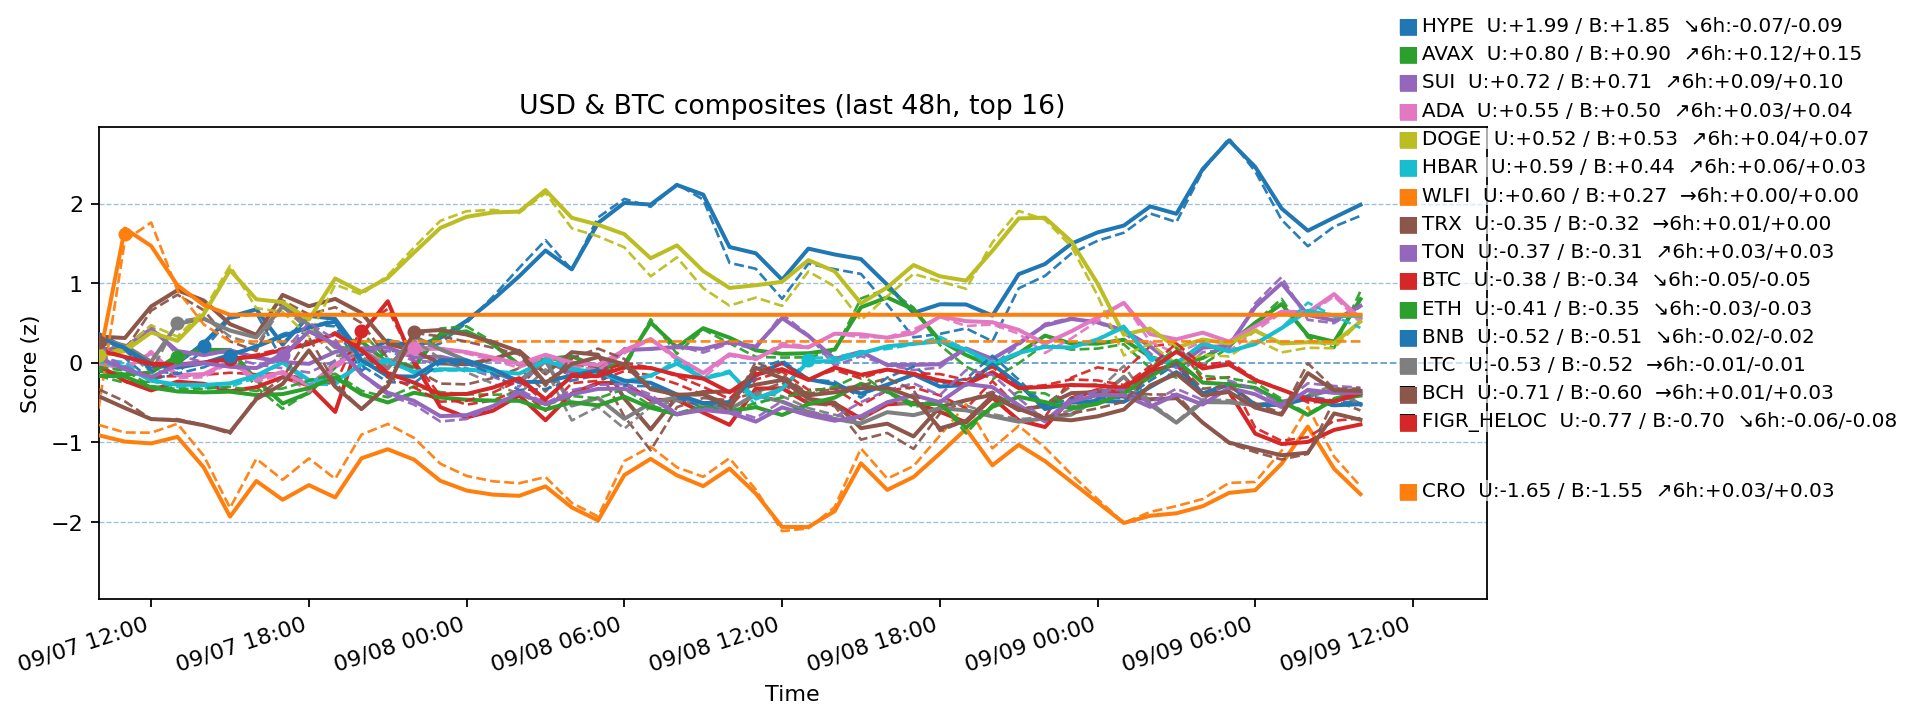 USD & BTC composites (last 48h, top 16)
HYPE U:+1.99 / B:+1.85 ↘6h:-0.07/-0.09
AVAX U:+0.80 / B:+0.90 ↗6h:+0.12/+0.15
SUI U:+0.72 / B:+0.71 ↗6h:+0.09/+0.10
ADA U:+0.55 / B:+0.50 ↗6h:+0.03/+0.04
DOGE U:+0.52 / B:+0.53 ↗6h:+0.04/+0.07
HBAR U:+0.59 / B:+0.44 ↗6h:+0.06/+0.03
WLFI U:+0.60 / B:+0.27 →6h:+0.00/+0.00
TRX U:-0.35 / B:-0.32 →6h:+0.01/+0.00
TON U:-0.37 / B:-0.31 ↗6h:+0.03/+0.03
BTC U:-0.38 / B:-0.34 ↘6h:-0.05/-0.05
ETH U:-0.41 / B:-0.35 ↘6h:-0.03/-0.03
BNB U:-0.52 / B:-0.51 ↘6h:-0.02/-0.02
LTC U:-0.53 / B:-0.52 →6h:-0.01/-0.01
BCH U:-0.71 / B:-0.60 →6h:+0.01/+0.03
FIGR_HELOC U:-0.77 / B:-0.70 ↘6h:-0.06/-0.08
CRO U:-1.65 / B:-1.55 ↗6h:+0.03/+0.03
Score (z)
2
1
0
−1
−2
09/07 12:00
09/07 18:00
09/08 00:00
09/08 06:00
09/08 12:00
09/08 18:00
09/09 00:00
09/09 06:00
09/09 12:00
Time